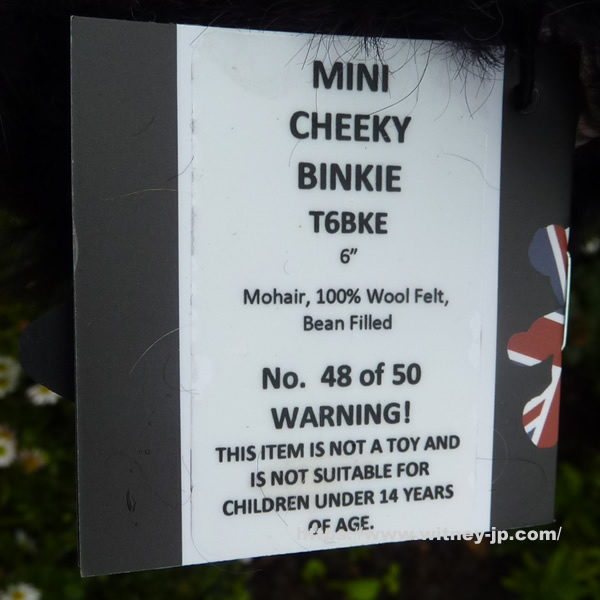 MINI
CHEEKY
BINKIE
T6BKE
6”
Mohair, 100% Wool Felt,
Bean Filled
No. 48 of 50
WARNING!
THIS ITEM IS NOT A TOY AND
IS NOT SUITABLE FOR
CHILDREN UNDER 14 YEARS
OF AGE.
https://www.witney-jp.com/